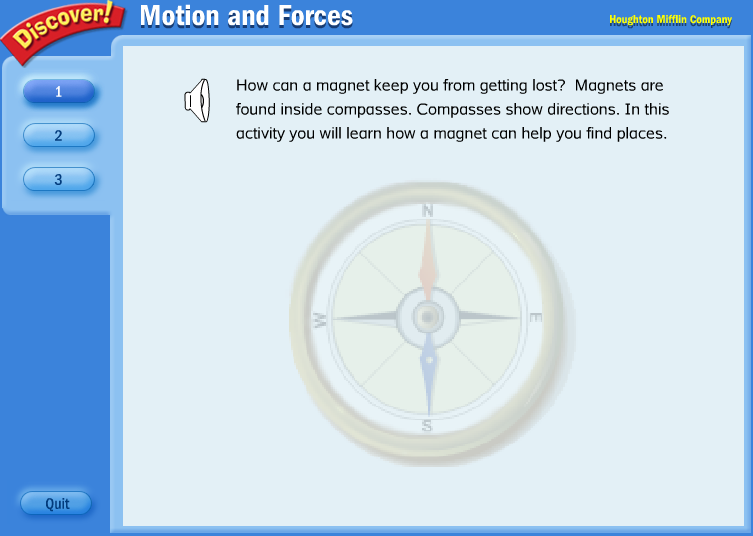 Discover!
Motion and Forces
Houghton Mifflin Company
1
2
3
How can a magnet keep you from getting lost?  Magnets are
found inside compasses. Compasses show directions. In this
activity you will learn how a magnet can help you find places.
N
W
E
S
Quit